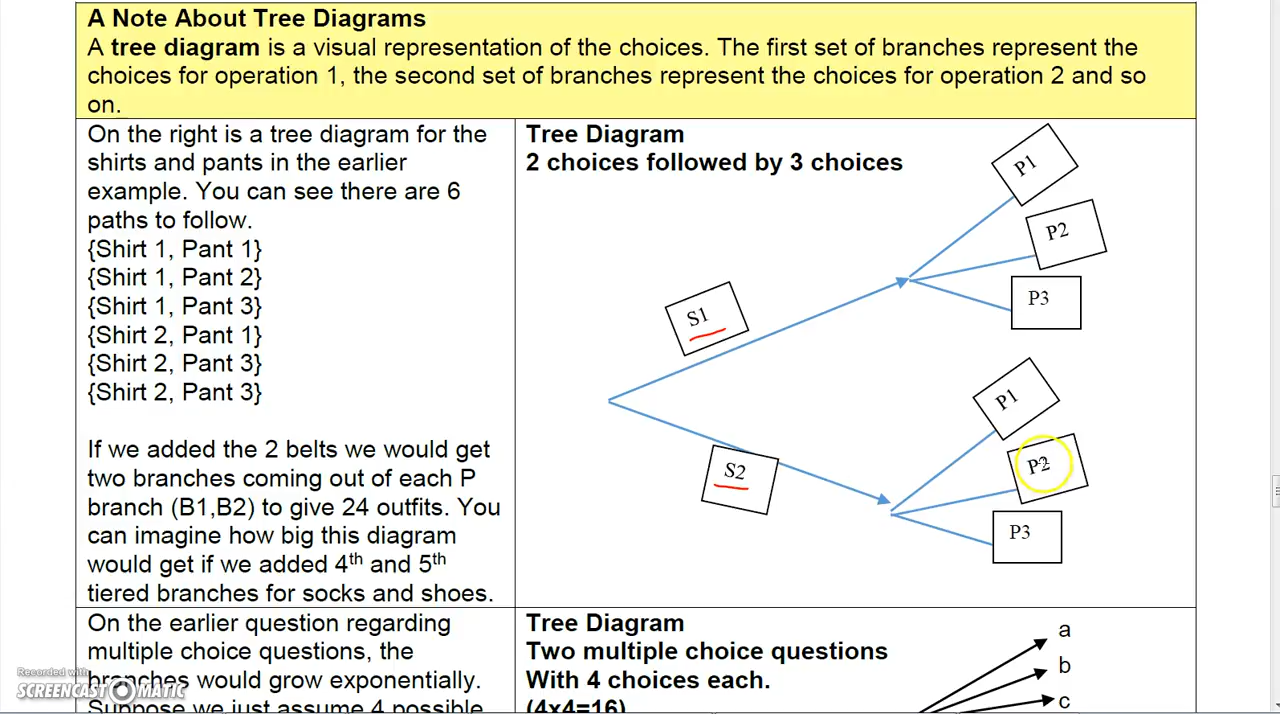 A Note About Tree Diagrams
A tree diagram is a visual representation of the choices. The first set of branches represent the
choices for operation 1, the second set of branches represent the choices for operation 2 and so
on.
On the right is a tree diagram for the
shirts and pants in the earlier
example. You can see there are 6
paths to follow.
{Shirt 1, Pant 1}
{Shirt 1, Pant 2}
{Shirt 1, Pant 3}
{Shirt 2, Pant 1}
{Shirt 2, Pant 3}
{Shirt 2, Pant 3}
If we added the 2 belts we would get
two branches coming out of each P
branch (B1,B2) to give 24 outfits. You
can imagine how big this diagram
would get if we added 4th and 5th
tiered branches for socks and shoes.
Tree Diagram
2 choices followed by 3 choices
P1
P2
P3
S1
P1
P2
P3
S2
On the earlier question regarding
multiple choice questions, the
branches would grow exponentially.
Suppose we just assume 4 possible
Tree Diagram
Two multiple choice questions
With 4 choices each.
(4x4=16)
a
b
c
Recorded with
SCREENCAST-O-MATIC